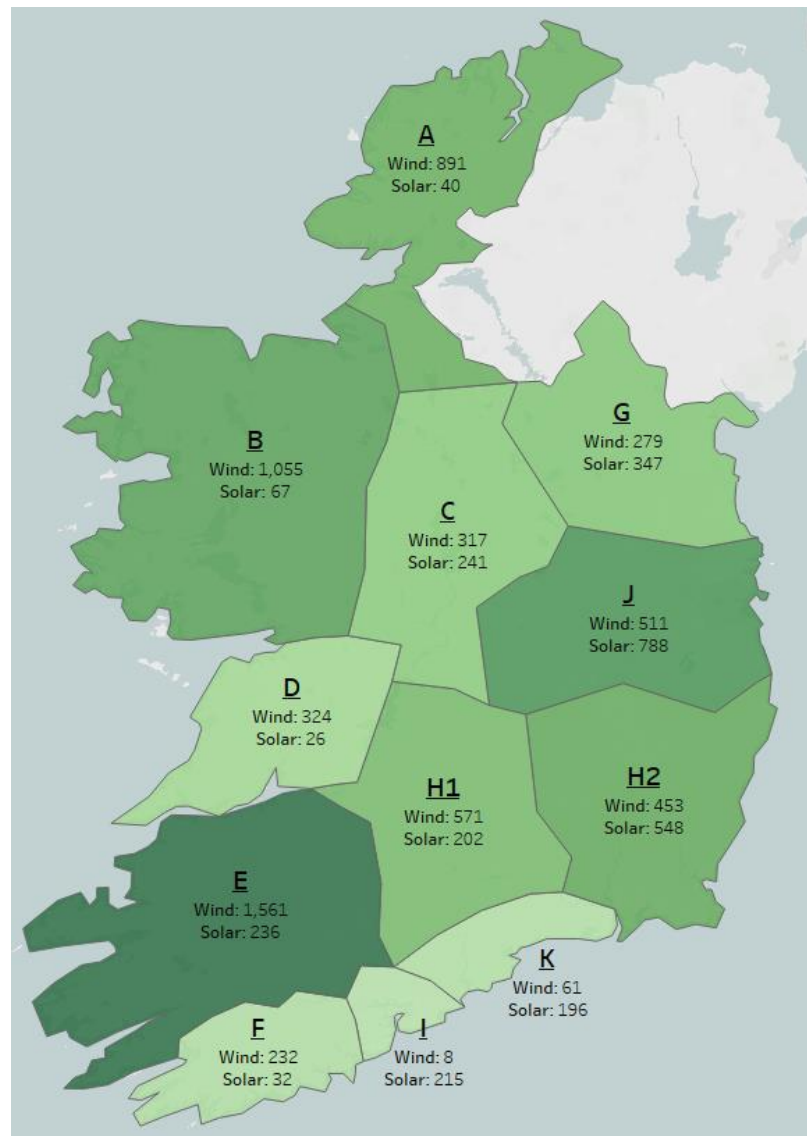 A
Wind: 891
Solar: 40
G
Wind: 279
Solar: 347
B
Wind: 1,055
Solar: 67
C
Wind: 317
Solar: 241
J
Wind: 511
Solar: 788
D
Wind: 324
Solar: 26
H1
Wind: 571
Solar: 202
H2
Wind: 453
Solar: 548
E
Wind: 1,561
Solar: 236
K
Wind: 61
Solar: 196
F
Wind: 232
Solar: 32
I
Wind: 8
Solar: 215